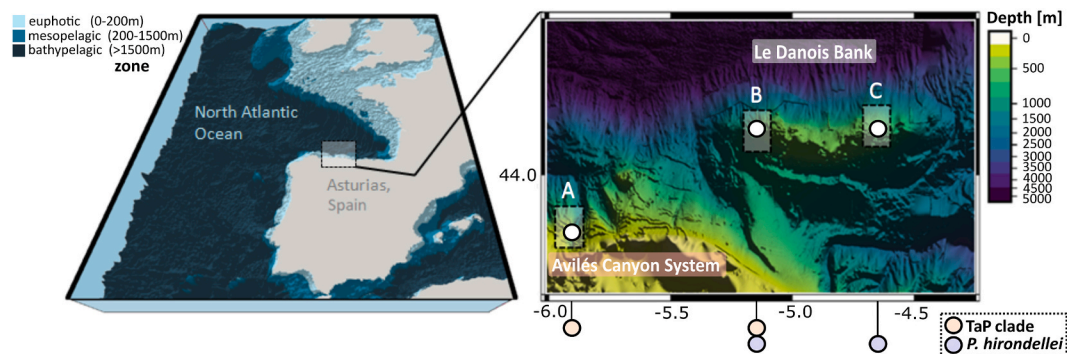 euphotic (0-200m)
mesopelagic (200-1500m)
bathypelagic (>1500m)
zone
North Atlantic
Ocean
Asturias,
Spain
Le Danois Bank
B
C
A
44.0
Avilés Canyon System
-6.0
-5.5
-5.0
-4.5
Depth [m]
0
500
1000
1500
2000
2500
3000
3500
4000
4500
5000
TaP clade
P. hirondellei